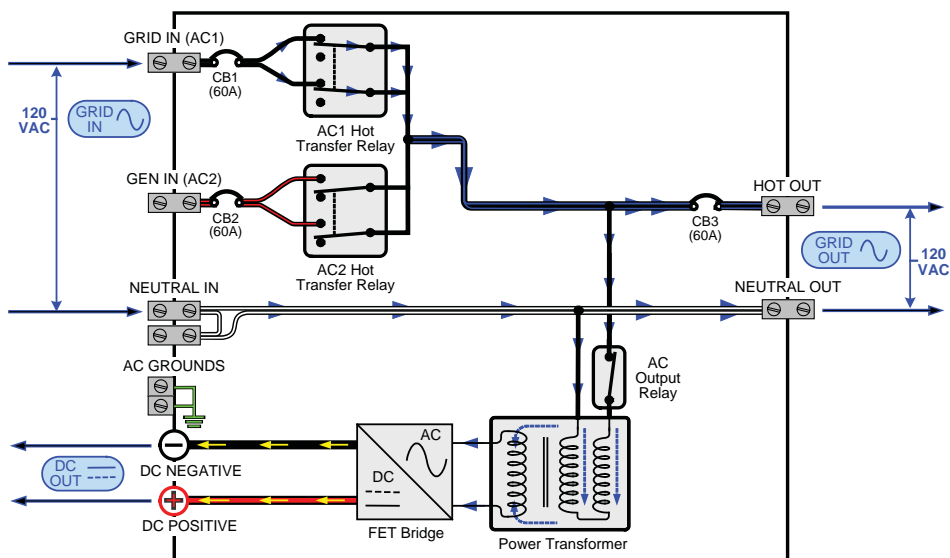 GRID IN (AC1)
CB1
(60A)
AC1 Hot
Transfer Relay
120
VAC
GRID
IN
GEN IN (AC2)
CB2
(60A)
AC2 Hot
Transfer Relay
HOT OUT
CB3
(60A)
GRID
OUT
120
VAC
NEUTRAL IN
NEUTRAL OUT
AC GROUNDS
AC
Output
Relay
DC NEGATIVE
DC
OUT
DC POSITIVE
AC
DC
FET Bridge
Power Transformer